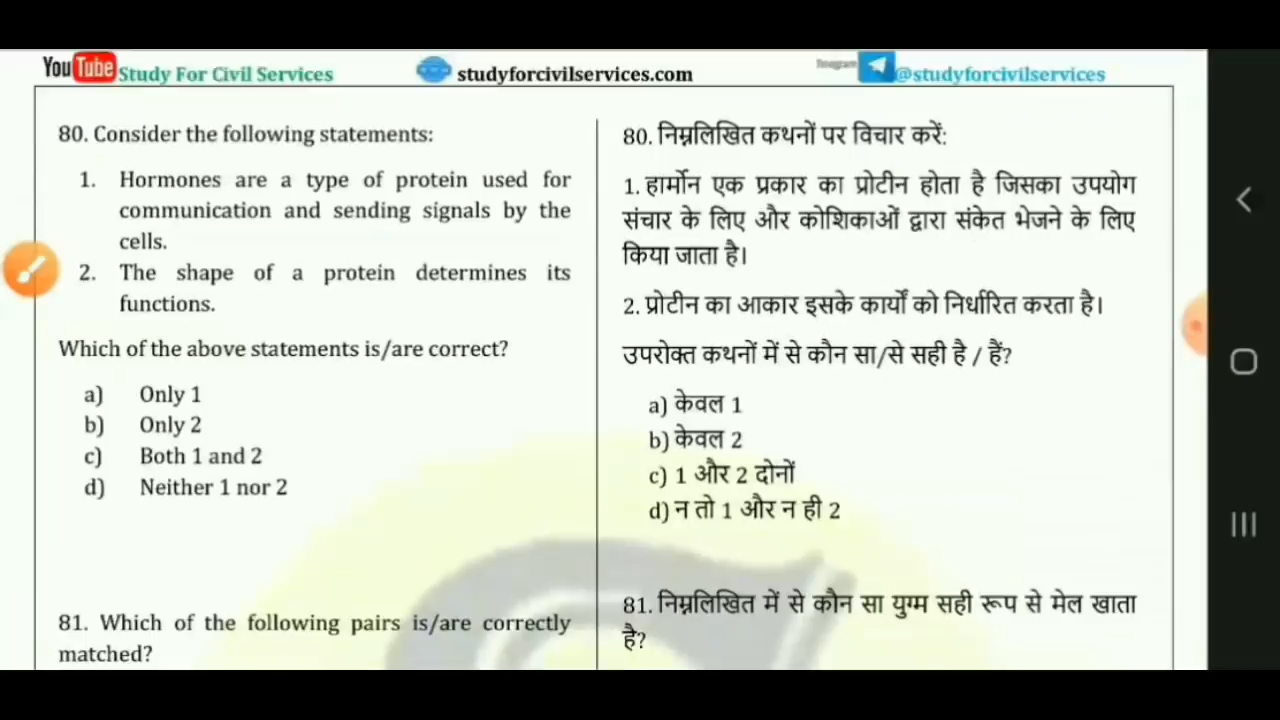 YouTube Study For Civil Services
studyforcivilservices.com
Telegram @studyforcivilservices
80. Consider the following statements:
1. Hormones are a type of protein used for
communication and sending signals by the
cells.
2. The shape of a protein determines its
functions.
Which of the above statements is/are correct?
a) Only 1
b) Only 2
c) Both 1 and 2
d) Neither 1 nor 2
81. Which of the following pairs is/are correctly
matched?
80. निम्नलिखित कथनों पर विचार करें:
1. हार्मोन एक प्रकार का प्रोटीन होता है जिसका उपयोग
संचार के लिए और कोशिकाओं द्वारा संकेत भेजने के लिए
किया जाता है।
2. प्रोटीन का आकार इसके कार्यों को निर्धारित करता है।
उपरोक्त कथनों में से कौन सा/से सही है / हैं?
a) केवल 1
b) केवल 2
c) 1 और 2 दोनों
d) न तो 1 और न ही 2
81. निम्नलिखित में से कौन सा युग्म सही रूप से मेल खाता
है?